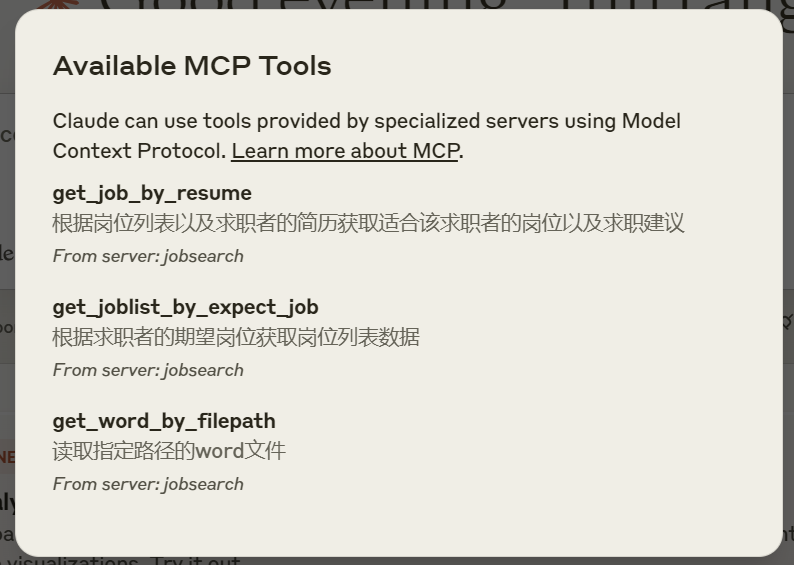 Available MCP Tools
Claude can use tools provided by specialized servers using Model
Context Protocol. Learn more about MCP.
get_job_by_resume
根据岗位列表以及求职者的简历获取适合该求职者的岗位以及求职建议
From server: jobsearch
get_joblist_by_expect_job
根据求职者的期望岗位获取岗位列表数据
From server: jobsearch
get_word_by_filepath
读取指定路径的word文件
From server: jobsearch
visualizations. Try it out